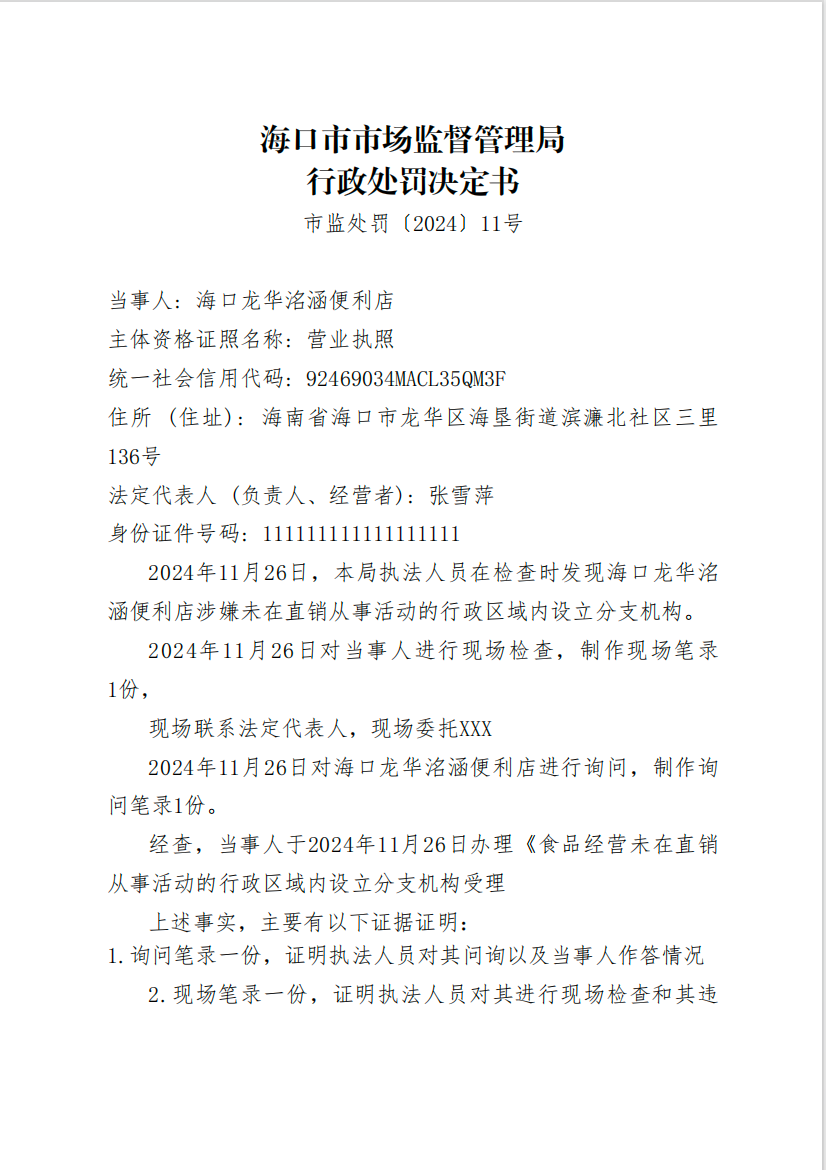 海口市市场监督管理局
行政处罚决定书
市监处罚〔2024〕11号
当事人：海口龙华洺涵便利店
主体资格证照名称：营业执照
统一社会信用代码：92469034MACL35QM3F
住所（住址）：海南省海口市龙华区海垦街道滨濂北社区三里
136号
法定代表人（负责人、经营者）：张雪萍
身份证件号码：111111111111111111
2024年11月26日，本局执法人员在检查时发现海口龙华洺
涵便利店涉嫌未在直销从事活动的行政区域内设立分支机构。
2024年11月26日对当事人进行现场检查，制作现场笔录
1份，
现场联系法定代表人，现场委托XXX
2024年11月26日对海口龙华洺涵便利店进行询问，制作询
问笔录1份。
经查，当事人于2024年11月26日办理《食品经营未在直销
从事活动的行政区域内设立分支机构受理
上述事实，主要有以下证据证明：
1.询问笔录一份，证明执法人员对其问询以及当事人作答情况
2.现场笔录一份，证明执法人员对其进行现场检查和其违